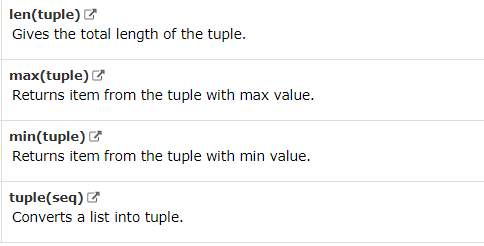 len(tuple)
Gives the total length of the tuple.
max(tuple)
Returns item from the tuple with max value.
min(tuple)
Returns item from the tuple with min value.
tuple(seq)
Converts a list into tuple.